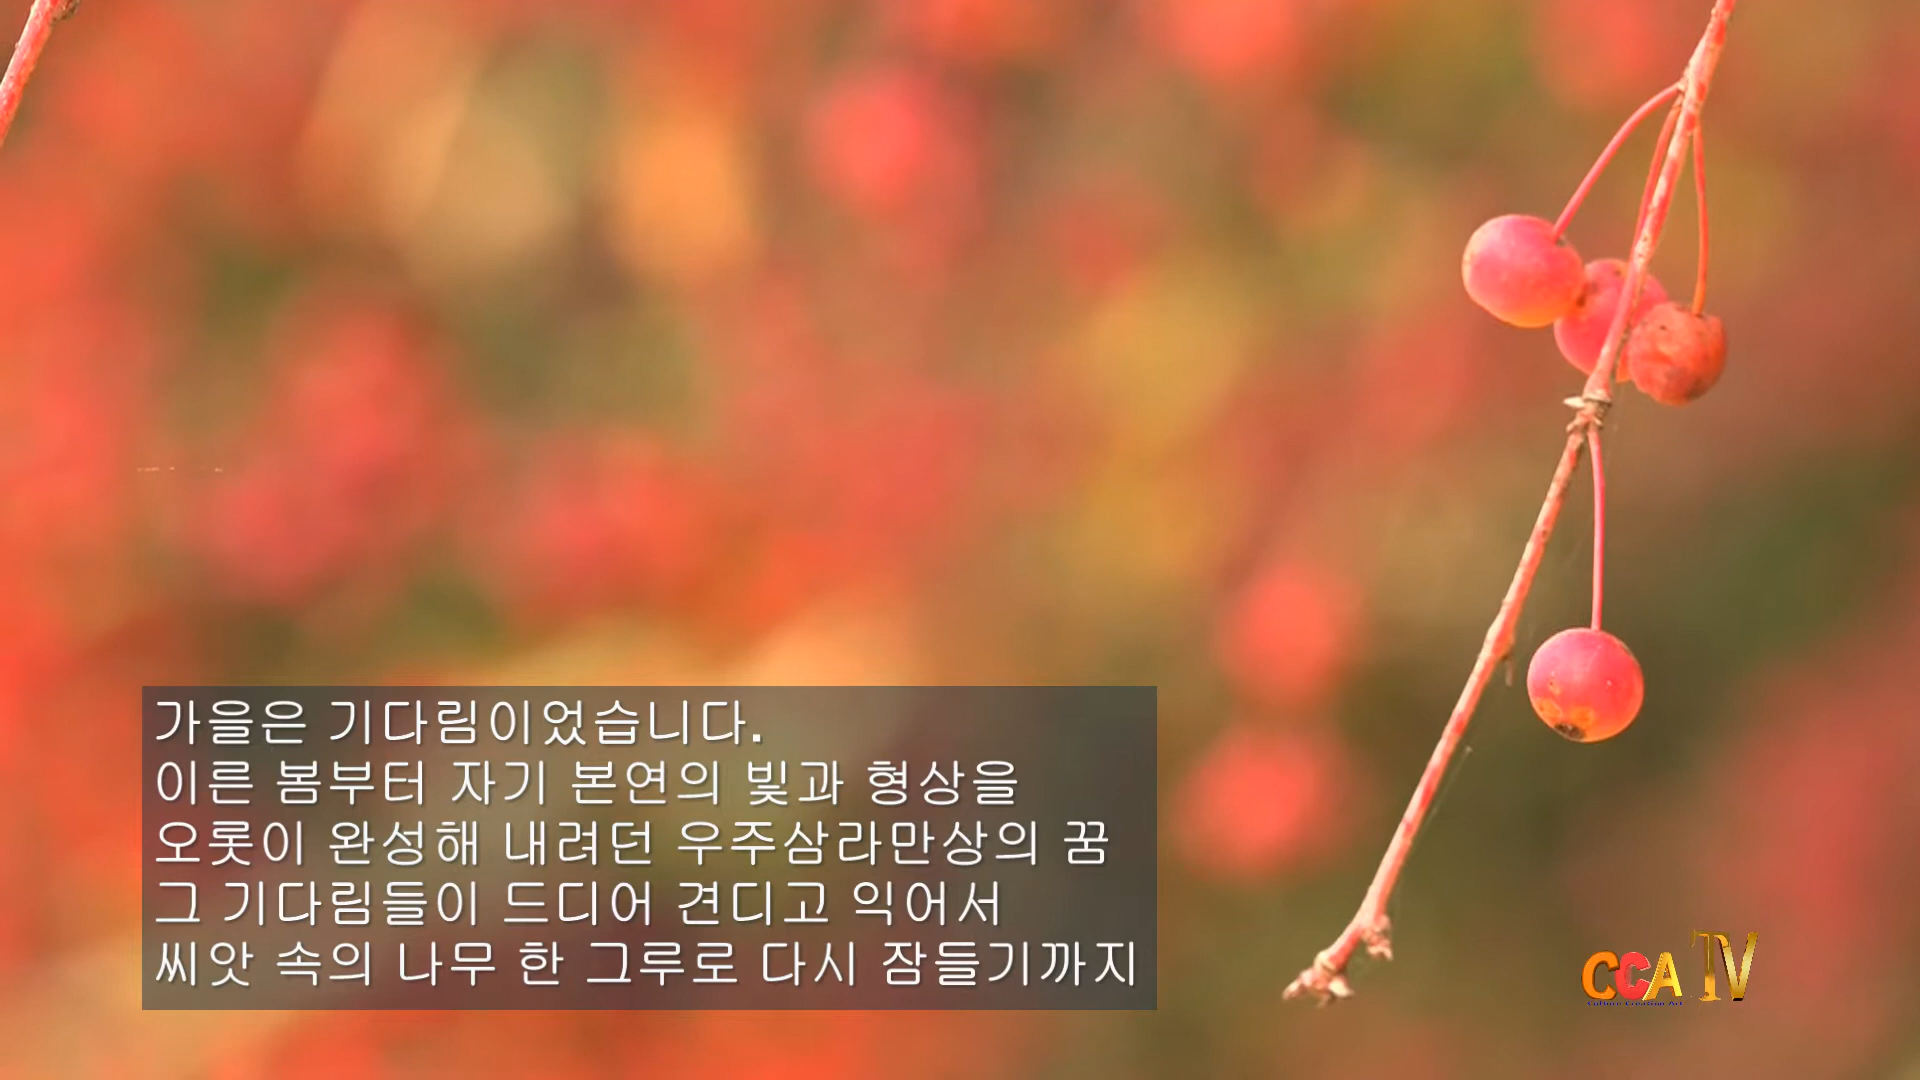 가을은 기다림이었습니다.
이른 봄부터 자기 본연의 빛과 형상을
오롯이 완성해 내려던 우주삼라만상의 꿈
그 기다림들이 드디어 견디고 익어서
씨앗 속의 나무 한 그루로 다시 잠들기까지
CCA TV
Culture Creation Art